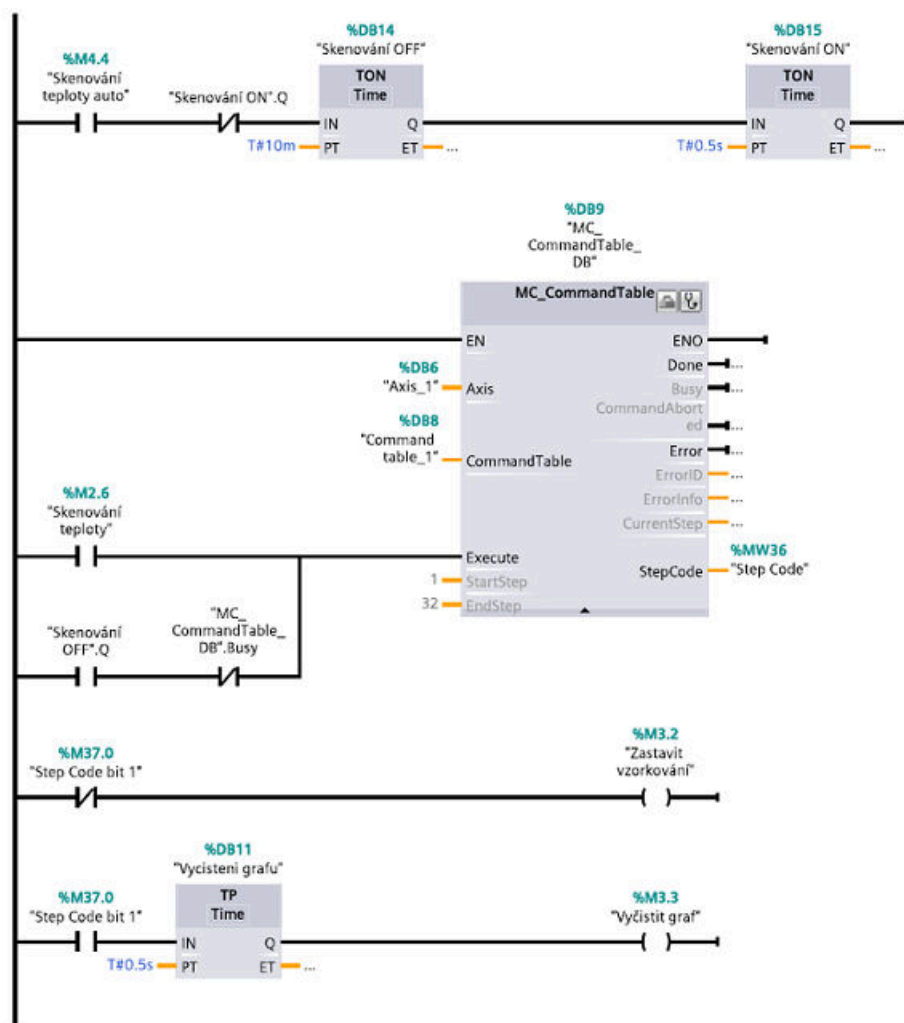 %DB14
"Skenování OFF"
%DB15
"Skenování ON"
%M4.4
"Skenování
teploty auto"
"Skenování ON".Q
TON
Time
TON
Time
IN
Q
IN
Q
T#10m
PT
ET
...
T#0.5s
PT
ET
...
%DB9
"MC_
CommandTable_
DB"
MC_CommandTable
EN
ENO
%DB6
"Axis_1"
Axis
Done
...
Busy
...
CommandAbort
ed
...
%DB8
"Command
table_1"
CommandTable
Error
...
ErrorID
...
ErrorInfo
...
CurrentStep
...
%M2.6
"Skenování
teploty"
Execute
StepCode
%MW36
"Step Code"
1
StartStep
32
EndStep
"Skenování
OFF".Q
"MC_
CommandTable_
DB".Busy
%M37.0
"Step Code bit 1"
%M3.2
"Zastavit
vzorkování"
%DB11
"Vycisteni grafu"
%M37.0
"Step Code bit 1"
TP
Time
%M3.3
"Vyčistit graf"
IN
Q
T#0.5s
PT
ET
...